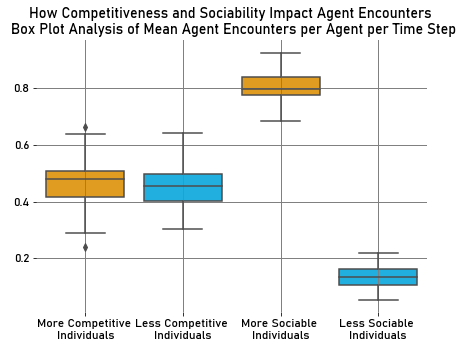 How Competitiveness and Sociability Impact Agent Encounters
Box Plot Analysis of Mean Agent Encounters per Agent per Time Step
0.8
0.6
0.4
0.2
More Competitive Individuals
Less Competitive Individuals
More Sociable Individuals
Less Sociable Individuals